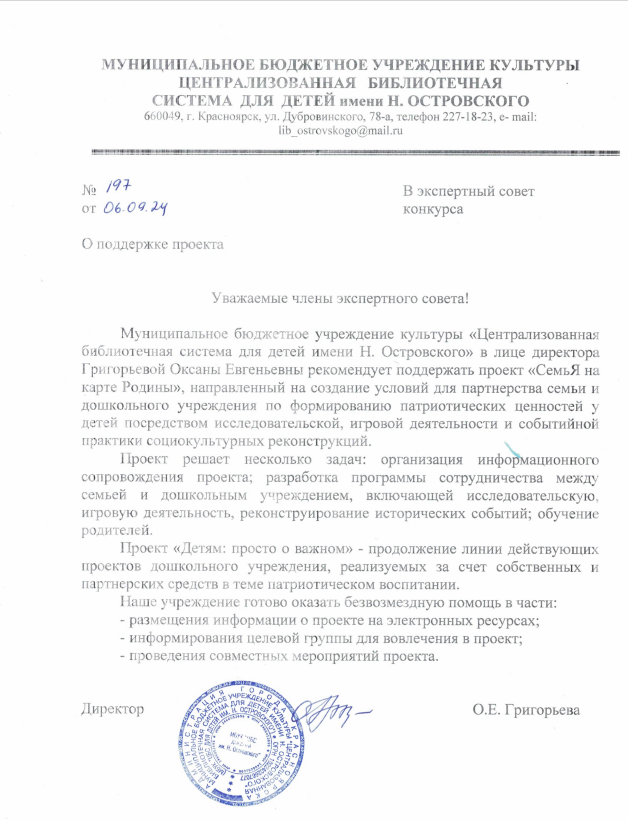 МУНИЦИПАЛЬНОЕ БЮДЖЕТНОЕ УЧРЕЖДЕНИЕ КУЛЬТУРЫ
ЦЕНТРАЛИЗОВАННАЯ БИБЛИОТЕЧНАЯ
СИСТЕМА ДЛЯ ДЕТЕЙ имени Н. ОСТРОВСКОГО
660049, г. Красноярск, ул. Дубровинского, 78-а, телефон 227-18-23, e- mail:
lib_ostrovskogo@mail.ru
№ 197
от 06.09.24
В экспертный совет
конкурса
О поддержке проекта
Уважаемые члены экспертного совета!
Муниципальное бюджетное учреждение культуры «Централизованная
библиотечная система для детей имени Н. Островского» в лице директора
Григорьевой Оксаны Евгеньевны рекомендует поддержать проект «СемьЯ на
карте Родины», направленный на создание условий для партнерства семьи и
дошкольного учреждения по формированию патриотических ценностей у
детей посредством исследовательской, игровой деятельности и событийной
практики социокультурных реконструкций.
Проект решает несколько задач: организация информационного
сопровождения проекта; разработка программы сотрудничества между
семьей и дошкольным учреждением, включающей исследовательскую,
игровую деятельность, реконструирование исторических событий; обучение
родителей.
Проект «Детям: просто о важном» - продолжение линии действующих
проектов дошкольного учреждения, реализуемых за счет собственных и
партнерских средств в теме патриотическом воспитании.
Наше учреждение готово оказать безвозмездную помощь в части:
- размещения информации о проекте на электронных ресурсах;
- информирования целевой группы для вовлечения в проект;
- проведения совместных мероприятий проекта.
Директор
О.Е. Григорьева